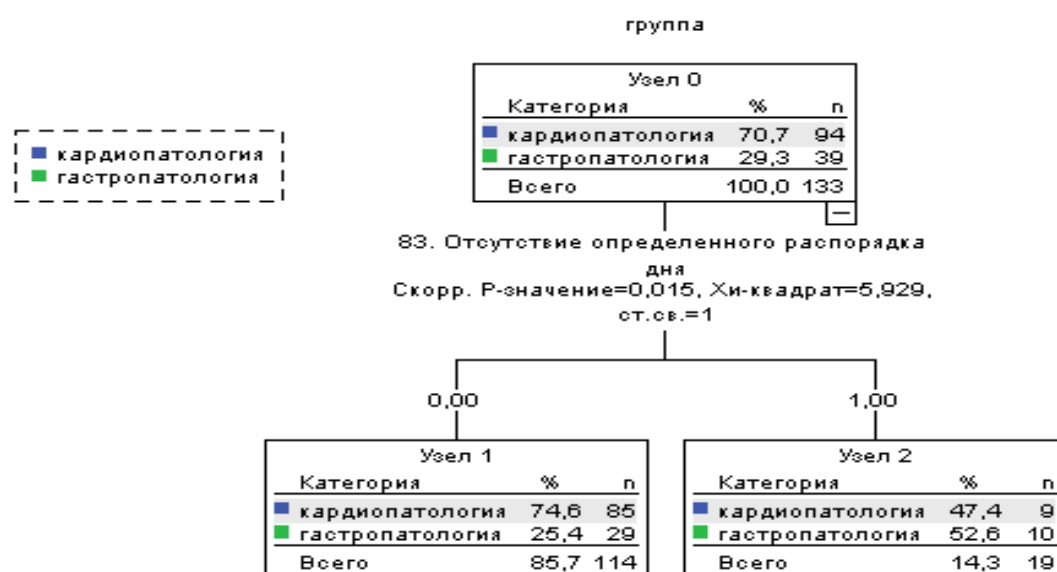 группа
Узел 0
Категория % n
кардиопатология 70,7 94
гастропатология 29,3 39
Всего 100,0 133
кардиопатология
гастропатология
83. Отсутствие определенного распорядка
дня
Скорр. Р-значение=0,015, Хи-квадрат=5,929,
ст.св.=1
0,00
1,00
Узел 1
Категория % n
кардиопатология 74,6 85
гастропатология 25,4 29
Всего 85,7 114
Узел 2
Категория % n
кардиопатология 47,4 9
гастропатология 52,6 10
Всего 14,3 19